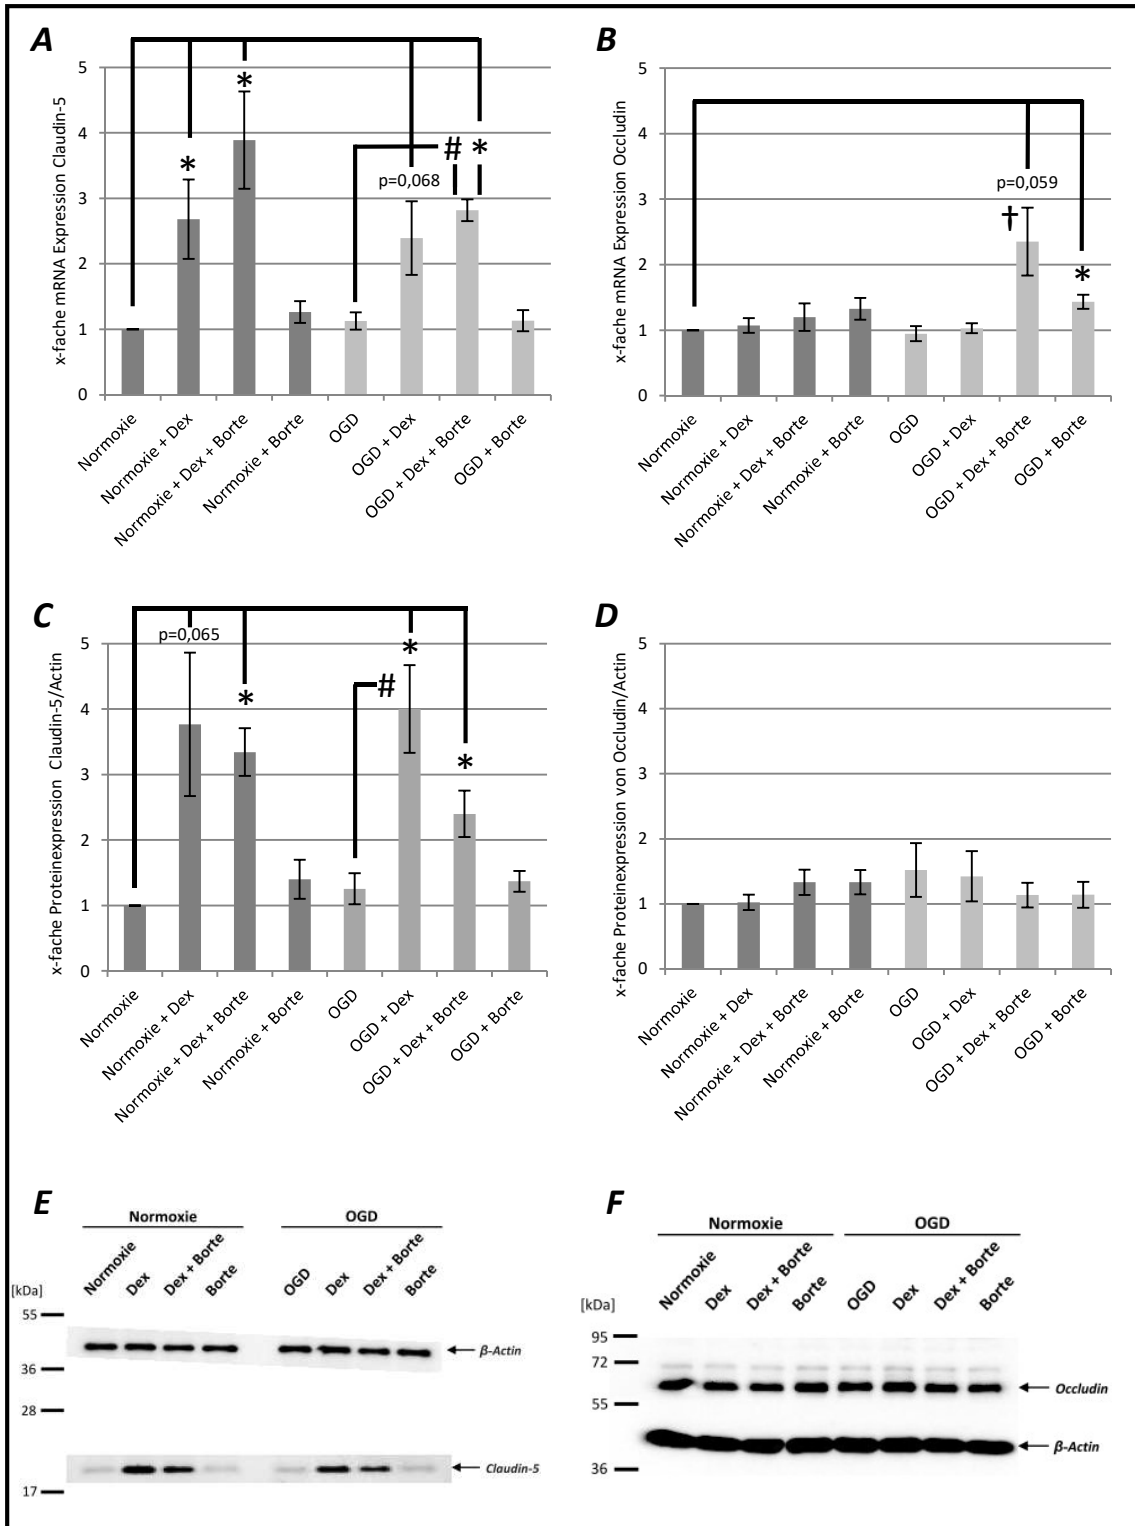 A
x-fache mRNA Expression Claudin-5
5
4
3
2
1
0
*
*
#
*
p=0,068
Normoxie
Normoxie + Dex
Normoxie + Dex + Borte
Normoxie + Borte
OGD
OGD + Dex
OGD + Dex + Borte
OGD + Borte
B
x-fache mRNA Expression Occludin
5
4
3
2
1
0
p=0,059
†
*
Normoxie
Normoxie + Dex
Normoxie + Dex + Borte
Normoxie + Borte
OGD
OGD + Dex
OGD + Dex + Borte
OGD + Borte
C
x-fache Proteinexpression Claudin-5/Actin
5
4
3
2
1
0
p=0,065
*
#
*
*
Normoxie
Normoxie + Dex
Normoxie + Dex + Borte
Normoxie + Borte
OGD
OGD + Dex
OGD + Dex + Borte
OGD + Borte
D
x-fache Proteinexpression von Occludin/Actin
5
4
3
2
1
0
Normoxie
Normoxie + Dex
Normoxie + Dex + Borte
Normoxie + Borte
OGD
OGD + Dex
OGD + Dex + Borte
OGD + Borte
E
Normoxie
OGD
Normoxie
Dex
Dex + Borte
Borte
OGD
Dex
Dex + Borte
Borte
[kDa]
55
36
28
17
β-Actin
Claudin-5
F
Normoxie
OGD
Normoxie
Dex
Dex + Borte
Borte
OGD
Dex
Dex + Borte
Borte
[kDa]
95
72
55
36
Occludin
β-Actin